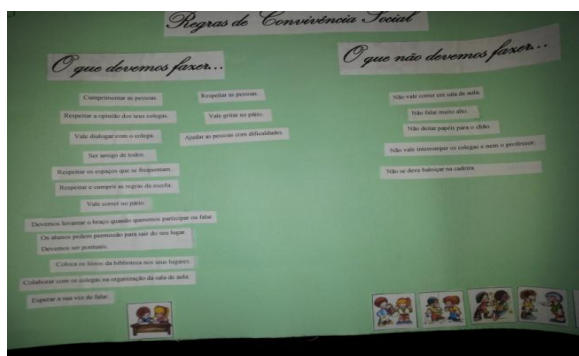 Regras de Convivência Social
O que devemos fazer...
Cumprimentar as pessoas.
Respeitar as pessoas.
Respeitar a opinião dos seus colegas.
Vale gritar no pátio.
Vale dialogar com o colega.
Ajudar as pessoas com dificuldades.
Ser amigo de todos.
Respeitar os espaços que se frequentam.
Respeitar e cumprir as regras da escola.
Vale correr no pátio.
Devemos levantar o braço quando queremos participar ou falar.
Os alunos pedem permissão para sair do seu lugar.
Devemos ser pontuais.
Coloca os livros da biblioteca nos seus lugares.
Colaborar com os colegas na organização da sala de aula.
Esperar a sua vez de falar.
O que não devemos fazer...
Não vale correr em sala de aula.
Não falar muito alto.
Não deitar papéis para o chão.
Não vale interromper os colegas e nem o professor.
Não se deve baloiçar na cadeira.